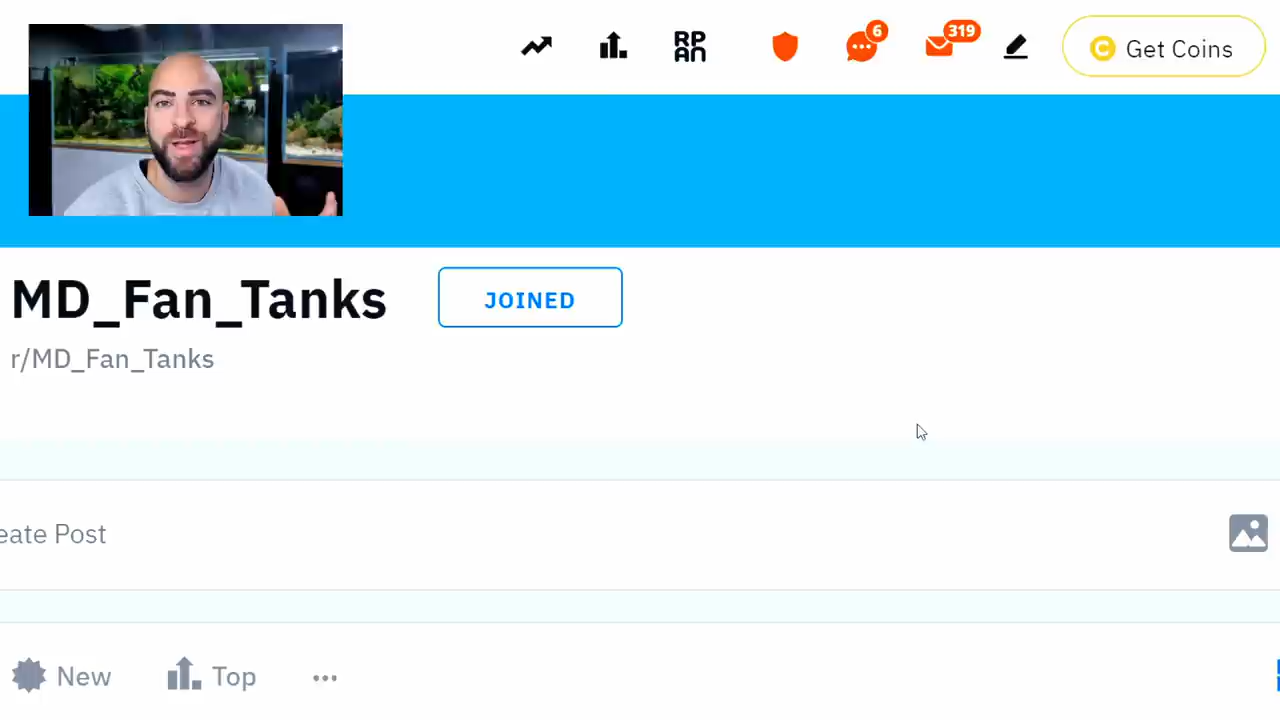 RP
AN
6
319
Get Coins
MD_Fan_Tanks
JOINED
r/MD_Fan_Tanks
eate Post
New
Top